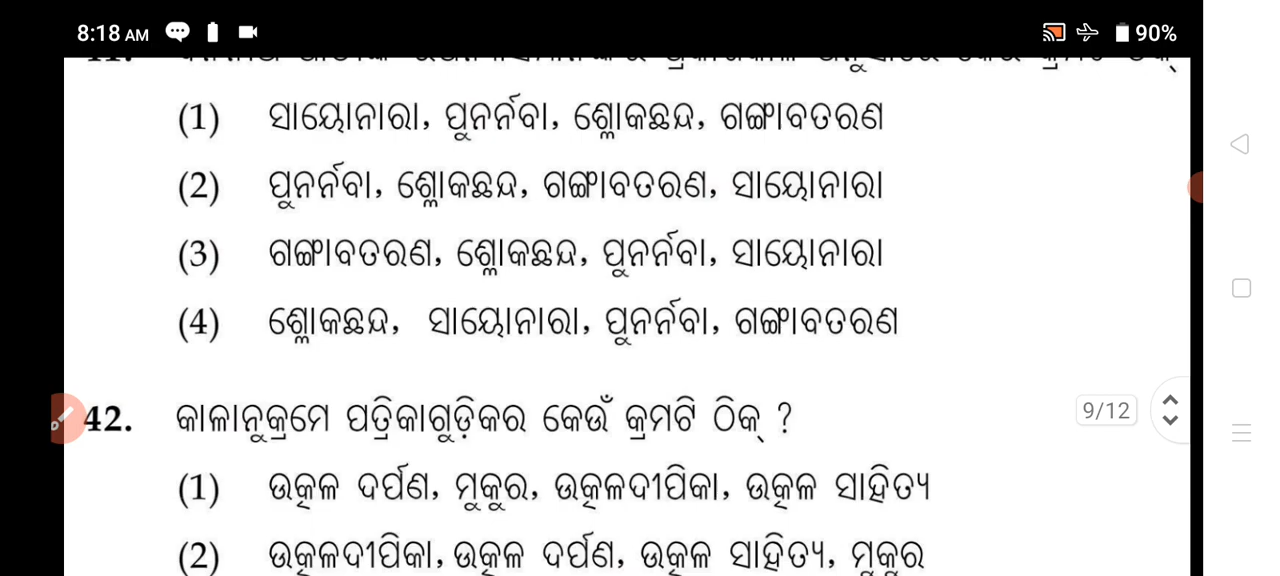 8:18 AM
90%
(1) ସାୟୋନାରା, ପୁନର୍ନବା, ଶ୍ଳୋକଛନ୍ଦ, ଗଙ୍ଗାବତରଣ
(2) ପୁନର୍ନବା, ଶ୍ଳୋକଛନ୍ଦ, ଗଙ୍ଗାବତରଣ, ସାୟୋନାରା
(3) ଗଙ୍ଗାବତରଣ, ଶ୍ଳୋକଛନ୍ଦ, ପୁନର୍ନବା, ସାୟୋନାରା
(4) ଶ୍ଳୋକଛନ୍ଦ, ସାୟୋନାରା, ପୁନର୍ନବା, ଗଙ୍ଗାବତରଣ
42. କାଳାନୁକ୍ରମେ ପତ୍ରିକାଗୁଡ଼ିକର କେଉଁ କ୍ରମଟି ଠିକ୍ ?
9/12
(1) ଉତ୍କଳ ଦର୍ପଣ, ମୁକୁର, ଉତ୍କଳଦୀପିକା, ଉତ୍କଳ ସାହିତ୍ୟ
(2) ଉତ୍କଳଦୀପିକା, ଉତ୍କଳ ଦର୍ପଣ, ଉତ୍କଳ ସାହିତ୍ୟ, ମୁକୁର